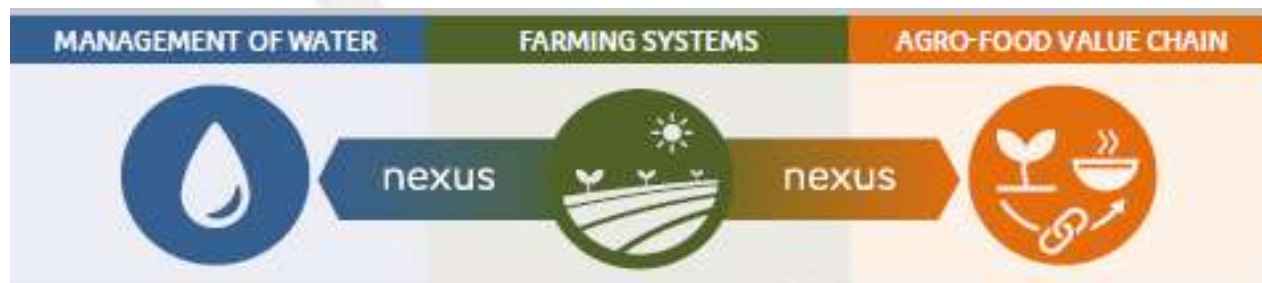 MANAGEMENT OF WATER
FARMING SYSTEMS
AGRO-FOOD VALUE CHAIN
nexus
nexus